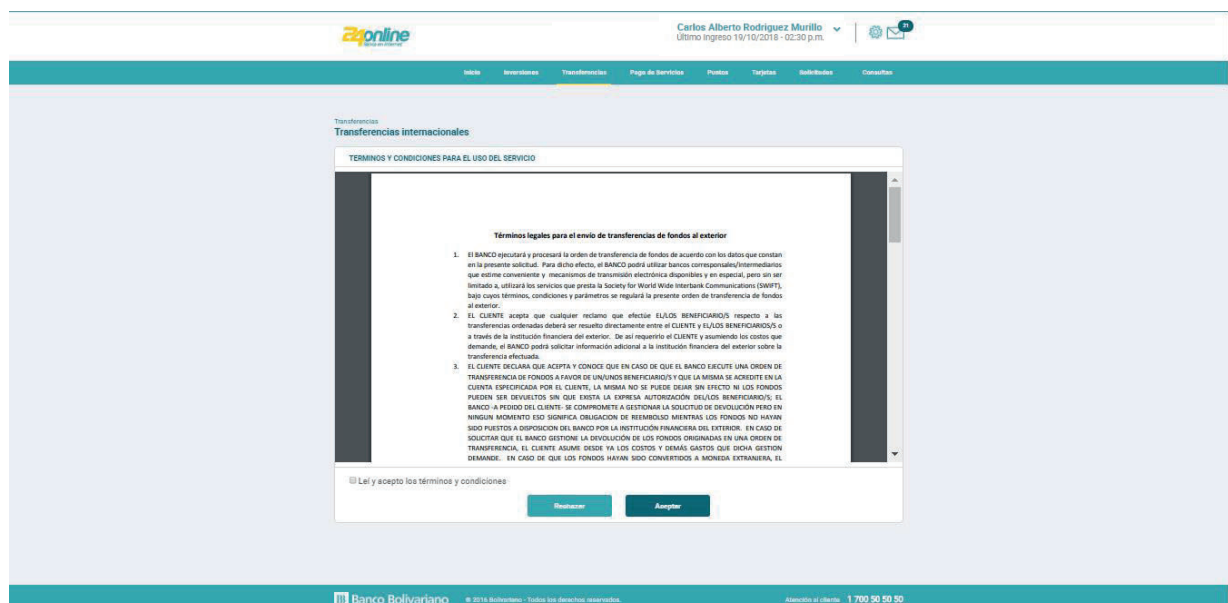 24online
Banca en Internet
Carlos Alberto Rodriguez Murillo
Último Ingreso 19/10/2018 - 02:30 p.m.
21
Inicio Inversiones Transferencias Pago de Servicios Puntos Tarjetas Solicitudes Consultas
Transferencias
Transferencias internacionales
TERMINOS Y CONDICIONES PARA EL USO DEL SERVICIO
Términos legales para el envío de transferencias de fondos al exterior
1. El BANCO ejecutará y procesará la orden de transferencia de fondos de acuerdo con los datos que constan
en la presente solicitud. Para dicho efecto, el BANCO podrá utilizar bancos corresponsales/intermediarios
que estime conveniente y mecanismos de transmisión electrónica disponibles y en especial, pero sin ser
limitado a, utilizará los servicios que presta la Society for World Wide Interbank Communications (SWIFT),
bajo cuyos términos, condiciones y parámetros se regulará la presente orden de transferencia de fondos
al exterior.
2. EL CLIENTE acepta que cualquier reclamo que efectúe EL/LOS BENEFICIARIO/S respecto a las
transferencias ordenadas deberá ser resuelto directamente entre el CLIENTE y EL/LOS BENEFICIARIOS/S o
a través de la institución financiera del exterior. De así requerirlo el CLIENTE y asumiendo los costos que
demande, el BANCO podrá solicitar información adicional a la institución financiera del exterior sobre la
transferencia efectuada.
3. EL CLIENTE DECLARA QUE ACEPTA Y CONOCE QUE EN CASO DE QUE EL BANCO EJECUTE UNA ORDEN DE
TRANSFERENCIA DE FONDOS A FAVOR DE UN/UNOS BENEFICIARIO/S Y QUE LA MISMA SE ACREDITE EN LA
CUENTA ESPECIFICADA POR EL CLIENTE, LA MISMA NO SE PUEDE DEJAR SIN EFECTO NI LOS FONDOS
PUEDEN SER DEVUELTOS SIN QUE EXISTA LA EXPRESA AUTORIZACIÓN DEL/LOS BENEFICIARIO/S; EL
BANCO -A PEDIDO DEL CLIENTE- SE COMPROMETE A GESTIONAR LA SOLICITUD DE DEVOLUCIÓN PERO EN
NINGUN MOMENTO ESO SIGNIFICA OBLIGACION DE REEMBOLSO MIENTRAS LOS FONDOS NO HAYAN
SIDO PUESTOS A DISPOSICION DEL BANCO POR LA INSTITUCIÓN FINANCIERA DEL EXTERIOR. EN CASO DE
SOLICITAR QUE EL BANCO GESTIONE LA DEVOLUCIÓN DE LOS FONDOS ORIGINADAS EN UNA ORDEN DE
TRANSFERENCIA, EL CLIENTE ASUME DESDE YA LOS COSTOS Y DEMÁS GASTOS QUE DICHA GESTION
DEMANDE. EN CASO DE QUE LOS FONDOS HAYAN SIDO CONVERTIDOS A MONEDA EXTRANJERA, EL
Leí y acepto los términos y condiciones
Rechazar Aceptar
Banco Bolivariano © 2016 Bolivariano - Todos los derechos reservados. Atención al cliente 1 700 50 50 50